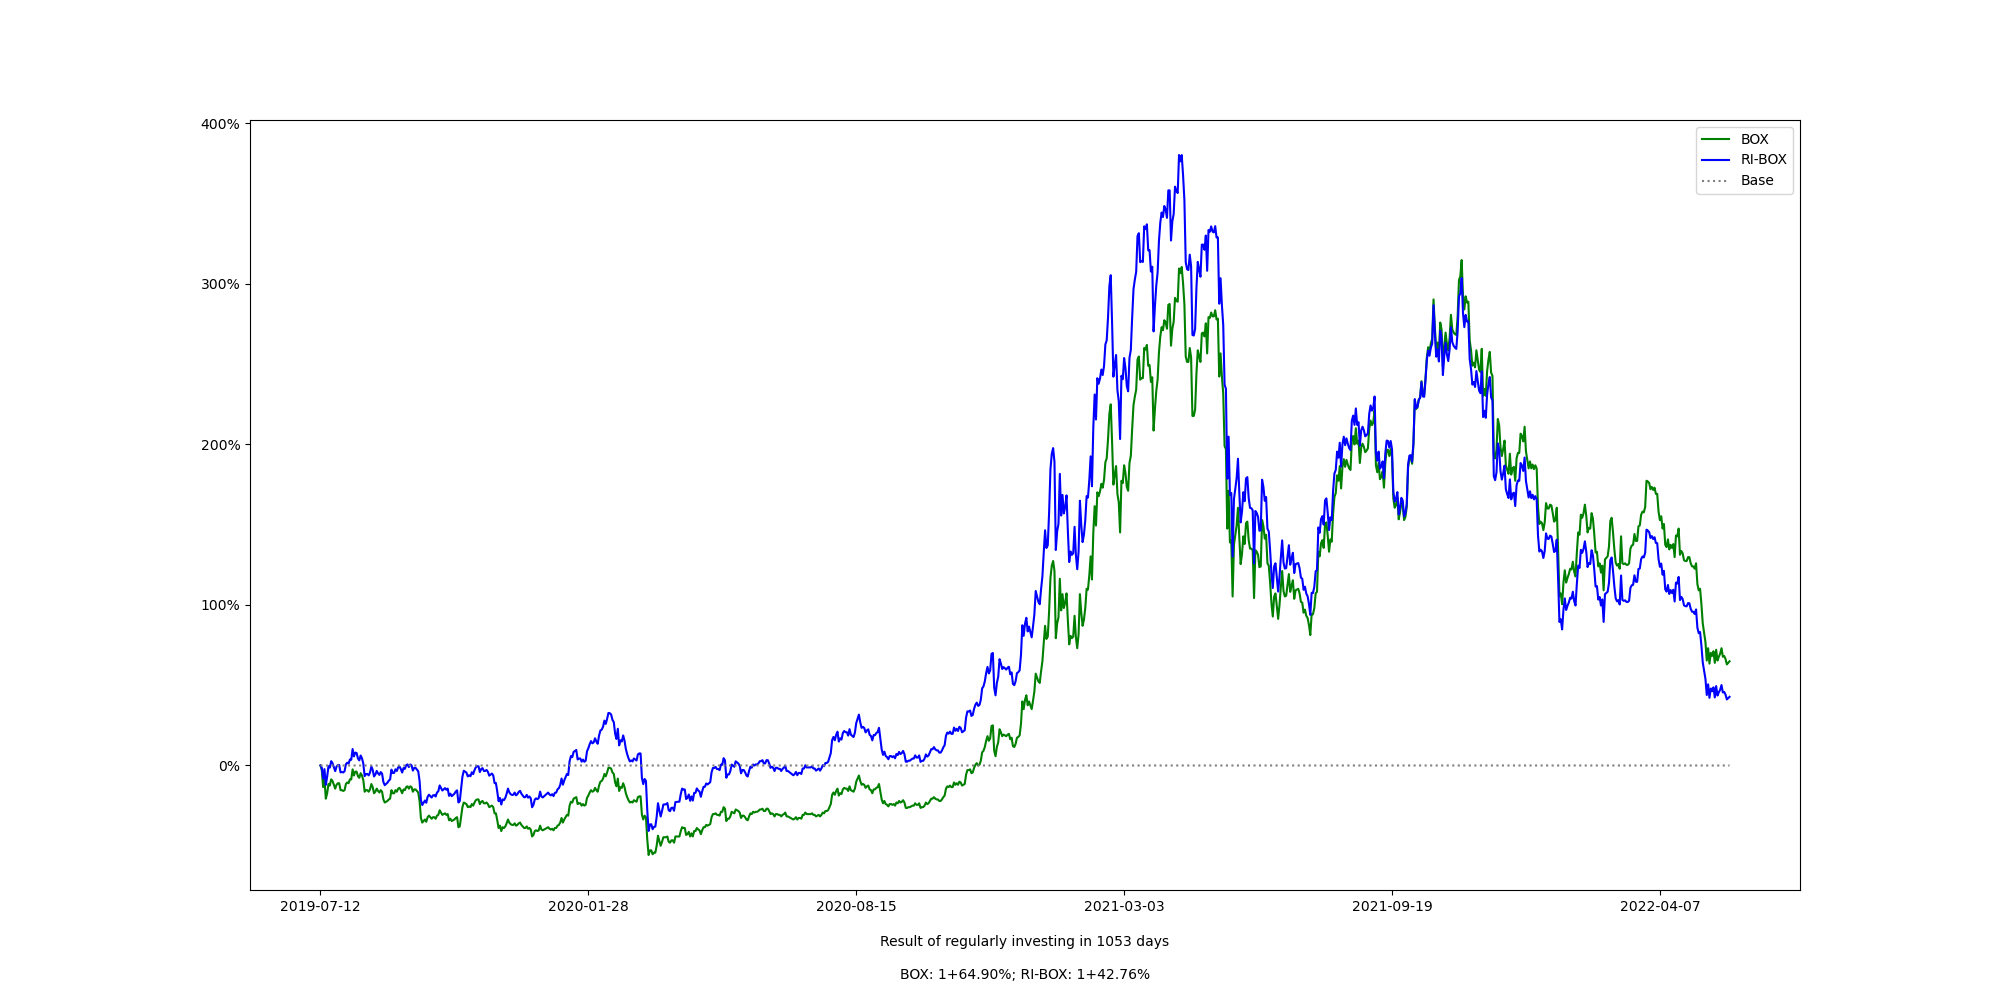 400%
300%
200%
100%
0%
BOX
RI-BOX
Base
2019-07-12 2020-01-28 2020-08-15 2021-03-03 2021-09-19 2022-04-07
Result of regularly investing in 1053 days
BOX: 1+64.90%; RI-BOX: 1+42.76%